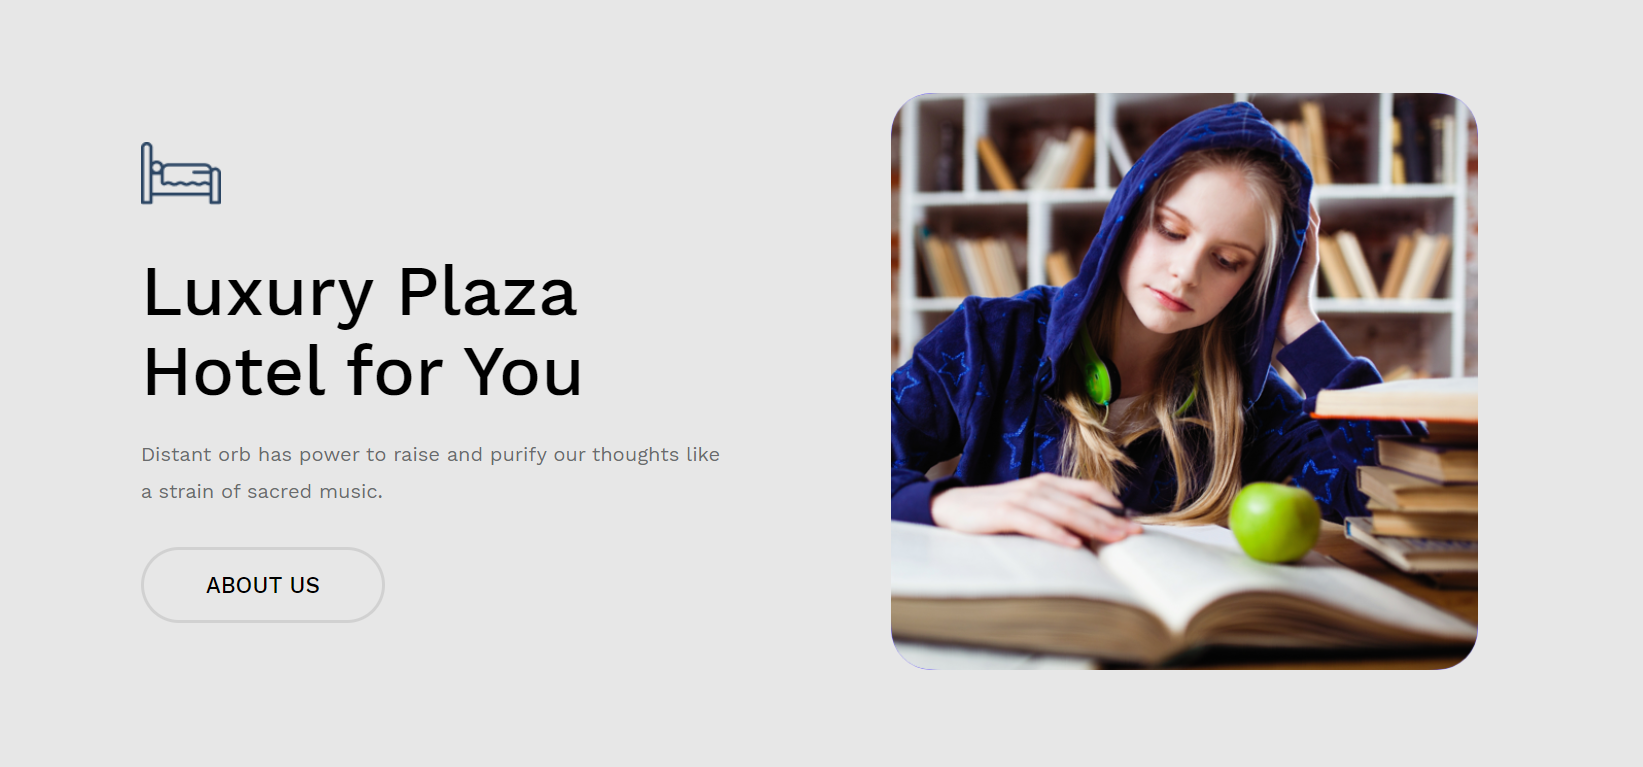 Luxury Plaza
Hotel for You
Distant orb has power to raise and purify our thoughts like
a strain of sacred music.
ABOUT US